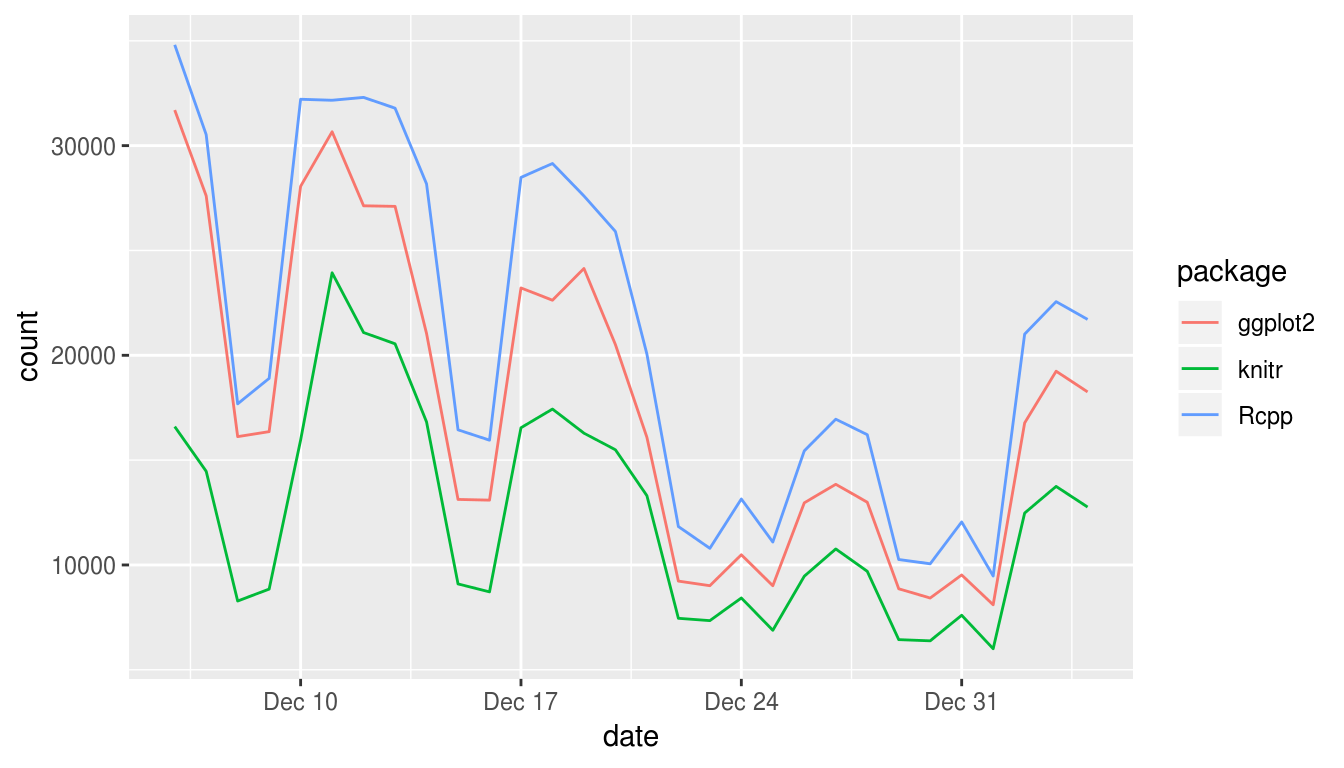 30000
20000
10000
count
Dec 10
Dec 17
Dec 24
Dec 31
date
package
ggplot2
knitr
Rcpp